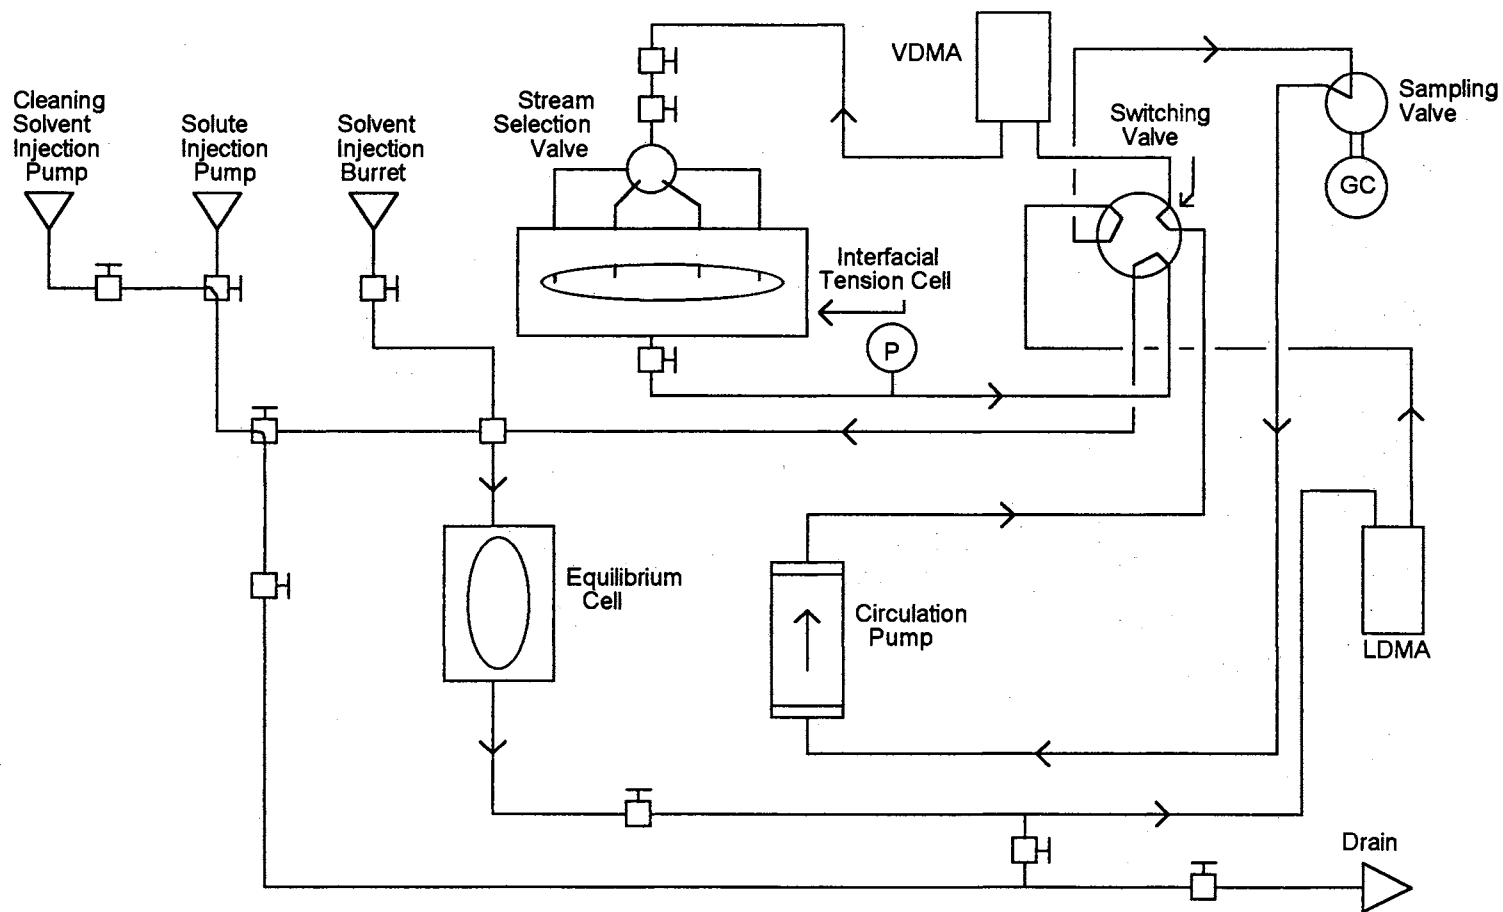 Cleaning
Solvent
Injection
Pump
Solute
Injection
Pump
Solvent
Injection
Burret
Stream
Selection
Valve
VDMA
Switching
Valve
Sampling
Valve
GC
Interfacial
Tension Cell
P
Equilibrium
Cell
Circulation
Pump
LDMA
Drain